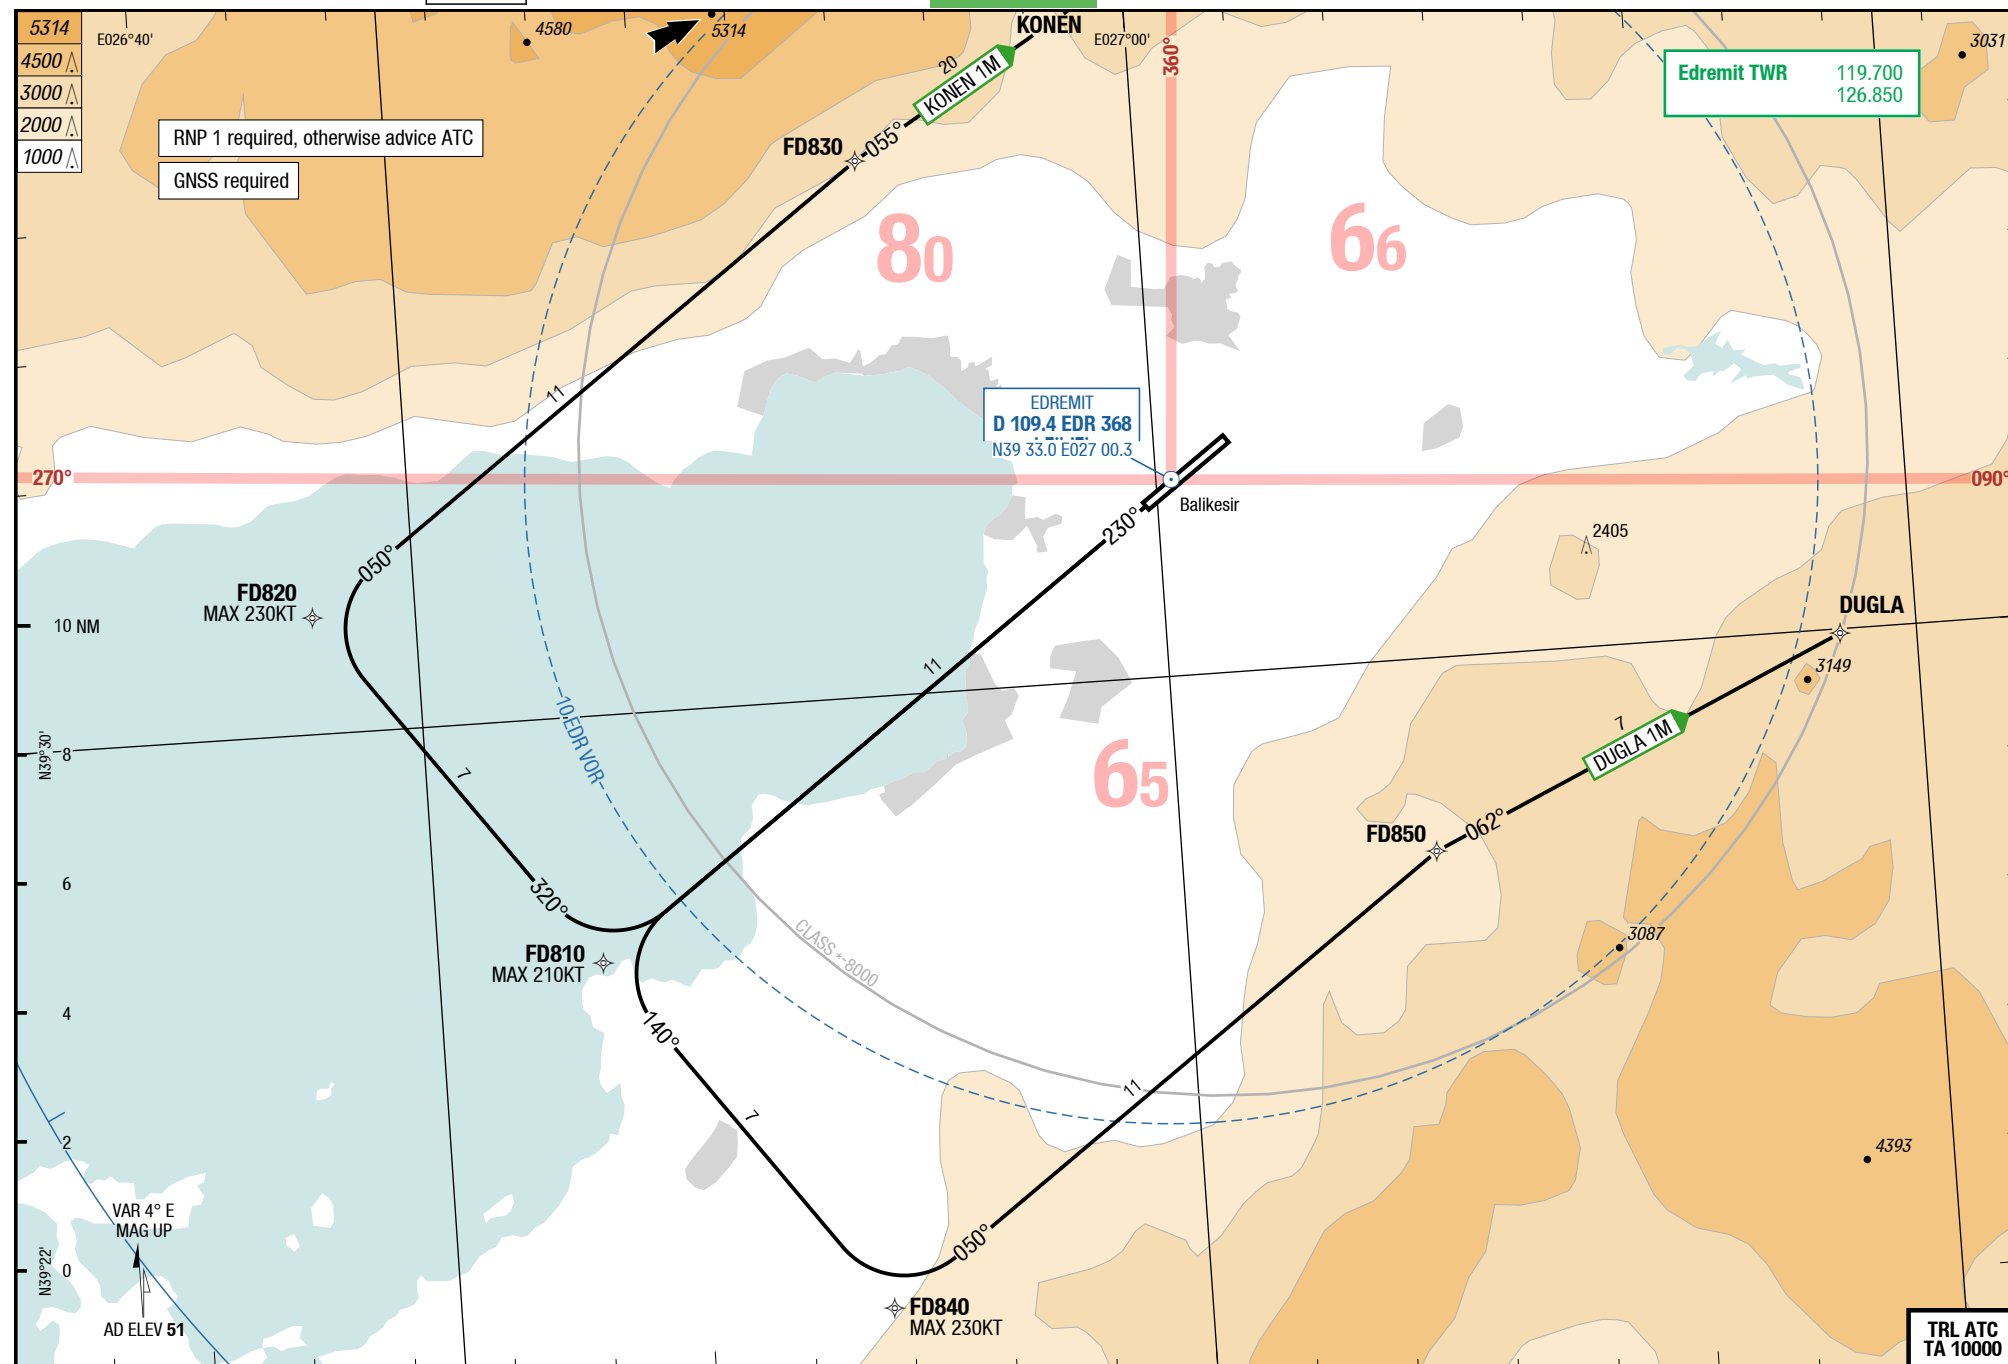 5314
4500
3000
2000
1000
E026°40'
4580
5314
KONEN
E027°00'
360°
3031
Edremit TWR 119.700
126.850
RNP 1 required, otherwise advice ATC
GNSS required
20
KONEN 1M
055°
FD830
80
66
11
EDREMIT
D 109.4 EDR 368
N39 33.0 E027 00.3
270°
090°
Balikesir
230°
2405
050°
FD820
MAX 230KT
DUGLA
10 NM
11
3149
10 EDR VOR
7
DUGLA 1M
N39°30'
8
7
65
FD850
062°
6
320°
CLASS *-8000
3087
FD810
MAX 210KT
4
140°
11
7
2
4393
VAR 4° E
MAG UP
050°
N39°22'
0
AD ELEV 51
FD840
MAX 230KT
TRL ATC
TA 10000